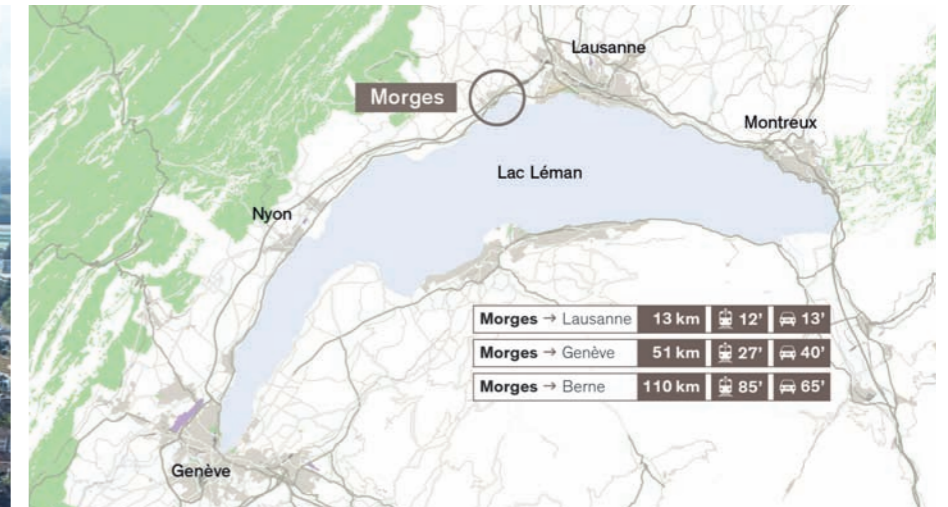 Lausanne
Morges
Montreux
Lac Léman
Nyon
Morges → Lausanne 13 km 12’ 13’
Morges → Genève 51 km 27’ 40’
Morges → Berne 110 km 85’ 65’
Genève